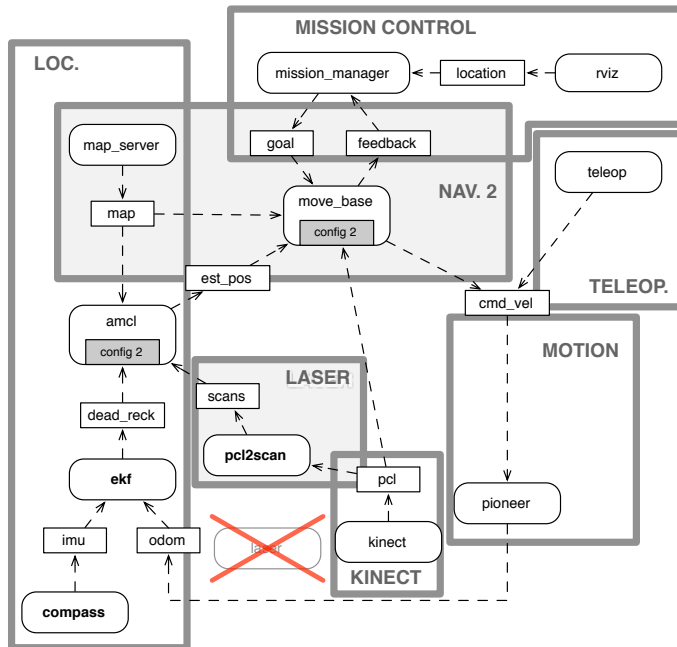 MISSION CONTROL
LOC.
mission_manager
location
rviz
map_server
goal
feedback
teleop
map
move_base
config 2
NAV. 2
est_pos
TELEOP.
cmd_vel
amcl
config 2
MOTION
LASER
scans
dead_reck
pcl2scan
ekf
pcl
pioneer
imu
odom
laser
kinect
KINECT
compass